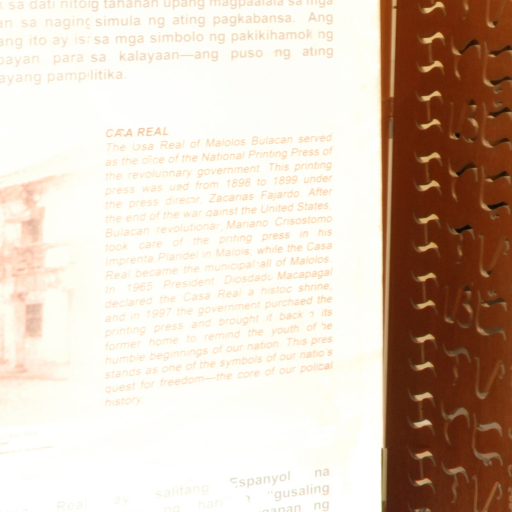 sa dati nitong tahanan upang magpaalala sa mga
sa naging simula ng ating pagkabansa. Ang
ang ito ay isa sa mga simbolo ng pakikihamok ng
bayan para sa kalayaan—ang puso ng ating
pampolitika.
CASA REAL
The Casa Real of Malolos Bulacan served
as the office of the National Printing Press of
the revolutionary government. This printing
press was used from 1898 to 1899 under
the press director, Zacarias Fajardo. After
the end of the war against the United States,
Bulacan revolutionary Mariano Crisostomo
took care of the printing press in his
Imprenta Plaridel in Malolos, while the Casa
Real became the municipal hall of Malolos.
In 1965 President Diosdado Macapagal
declared the Casa Real a historic shrine,
and in 1997 the government purchased the
printing press and brought it back to its
former home to remind the youth of the
humble beginnings of our nation. This press
stands as one of the symbols of our nation's
quest for freedom—the core of our political
history.
Real ay salitang Espanyol na
ng "gusaling
ng